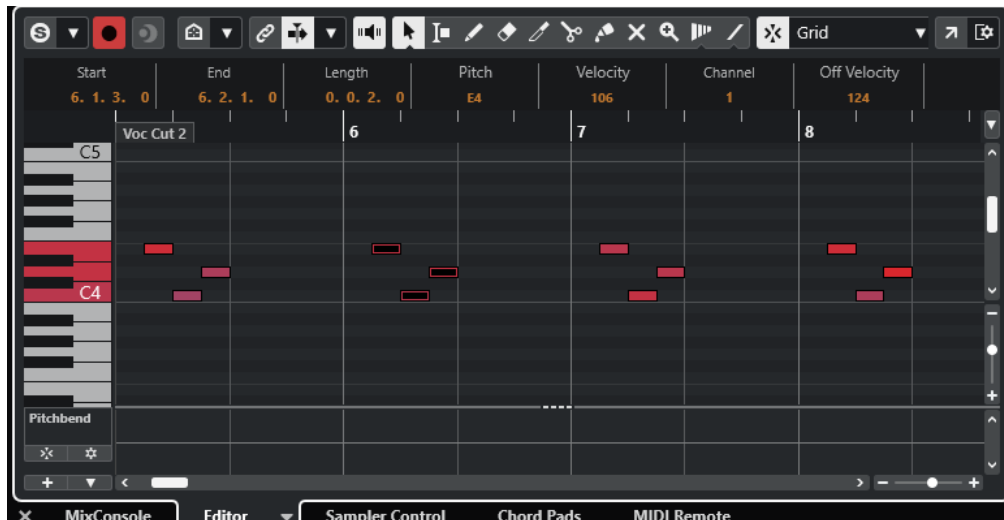 S
Grid
Start End Length Pitch Velocity Channel Off Velocity
6. 1. 3. 0 6. 2. 1. 0 0. 0. 2. 0 E4 106 1 124
Voc Cut 2 6 7 8
C5
C4
Pitchbend
MixConsole Editor Sampler Control Chord Pads MIDI Remote